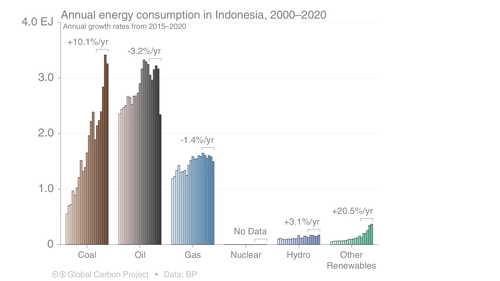 Annual energy consumption in Indonesia, 2000–2020
Annual growth rates from 2015–2020
4.0 EJ
3.0
2.0
1.0
0
+10.1%/yr
-3.2%/yr
-1.4%/yr
No Data
+3.1%/yr
+20.5%/yr
Coal
Oil
Gas
Nuclear
Hydro
Other
Renewables
Global Carbon Project • Data: BP